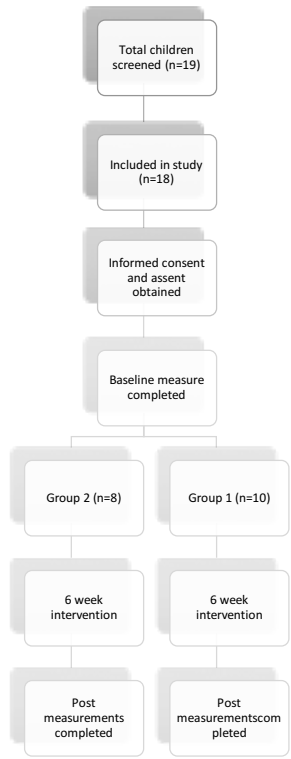 Total children
screened (n=19)
Included in study
(n=18)
Informed consent
and assent
obtained
Baseline measure
completed
Group 2 (n=8)
Group 1 (n=10)
6 week
intervention
6 week
intervention
Post
measurements
completed
Post
measurementscom
pleted